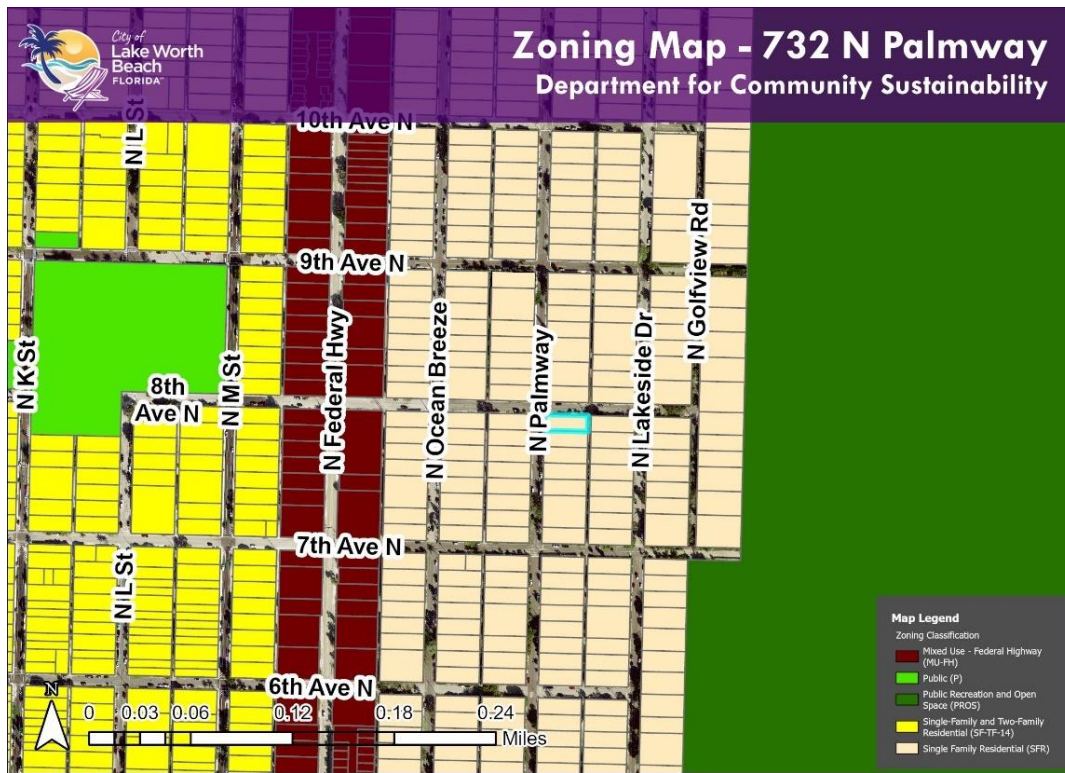 City of
Lake Worth
Beach
FLORIDA™
Zoning Map - 732 N Palmway
Department for Community Sustainability
10th Ave N
N L St
9th Ave N
N Golfview Rd
N K St
N M St
N Federal Hwy
N Ocean Breeze
N Palmway
N Lakeside Dr
8th
Ave N
7th Ave N
N L St
6th Ave N
N
0 0.03 0.06 0.12 0.18 0.24
Miles
Map Legend
Zoning Classification
Mixed Use - Federal Highway
(MU-FH)
Public (P)
Public Recreation and Open
Space (PROS)
Single-Family and Two-Family
Residential (SF-TF-14)
Single Family Residential (SFR)